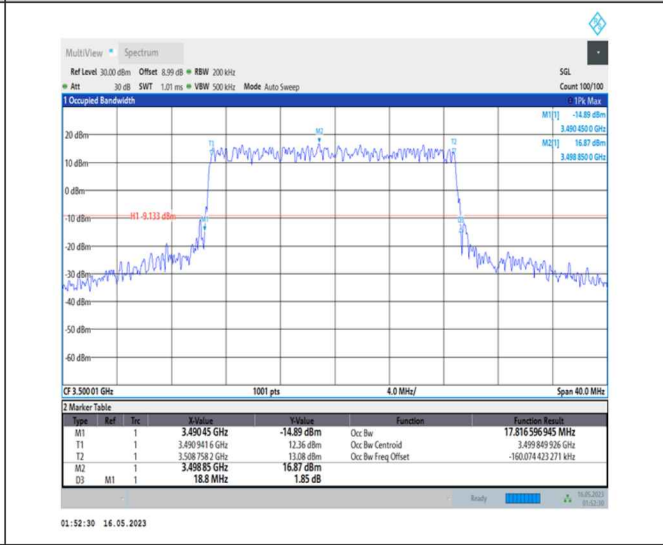 MultiView Spectrum
Ref Level 30.00 dBm Offset 8.99 dB RBW 200 kHz SGL
Att 30 dB SWT 1.01 ms VBW 500 kHz Mode Auto Sweep Count 100/100
1 Occupied Bandwidth 1Pk Max
M1[1] -14.89 dBm
3.490 450 0 GHz
20 dBm M2 M2[1] 16.87 dBm
T1 T2 3.498 850 0 GHz
10 dBm
0 dBm
-10 dBm H1 -9.133 dBm
-20 dBm
-30 dBm
-40 dBm
-50 dBm
-60 dBm
CF 3.500 01 GHz 1001 pts 4.0 MHz/ Span 40.0 MHz
2 Marker Table
Type Ref Trc X-Value Y-Value Function Function Result
M1 1 3.490 45 GHz -14.89 dBm Occ Bw 17.816 596 945 MHz
T1 1 3.490 941 6 GHz 12.36 dBm Occ Bw Centroid 3.499 849 926 GHz
T2 1 3.508 758 2 GHz 13.08 dBm Occ Bw Freq Offset -160.074 423 271 kHz
M2 1 3.498 85 GHz 16.87 dBm
D3 M1 1 18.8 MHz 1.85 dB
Ready 16.05.2023
01:52:30
01:52:30 16.05.2023